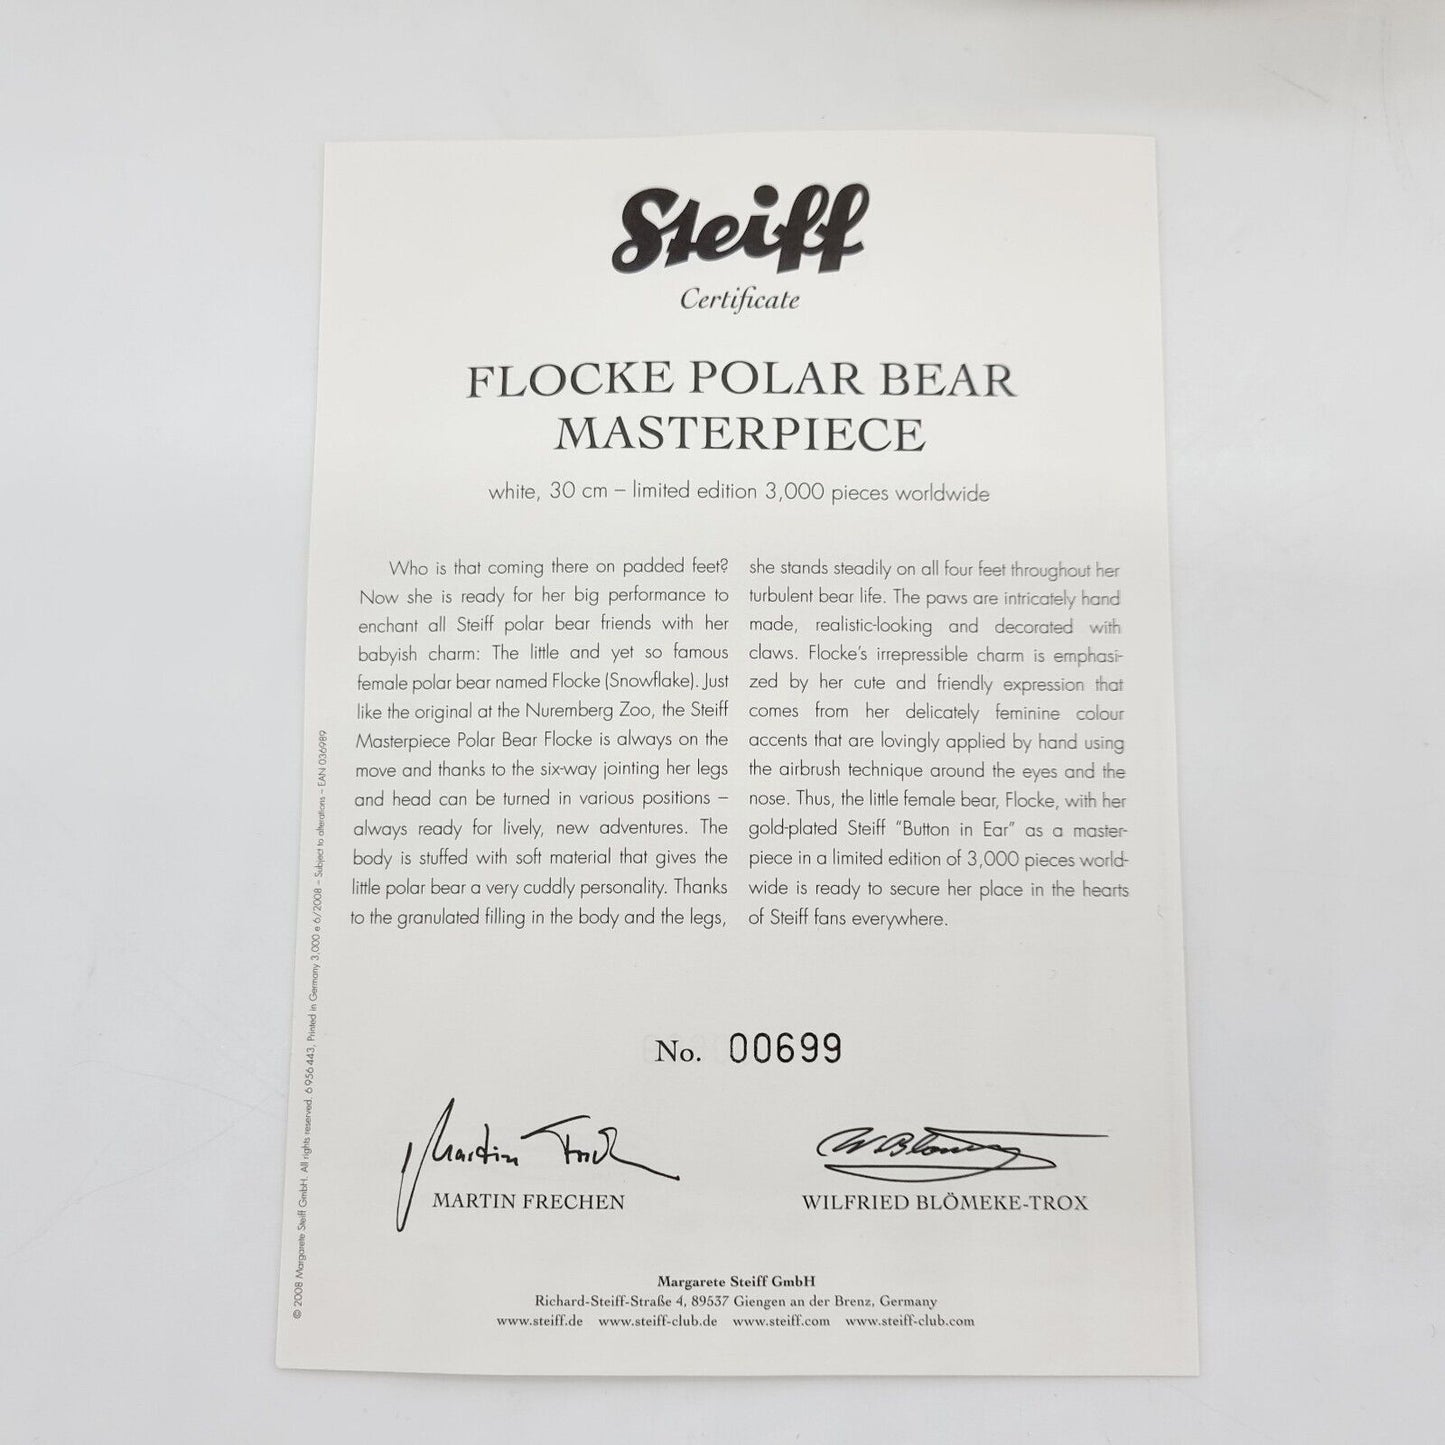 Steiff
Certificate
FLOCKE POLAR BEAR
MASTERPIECE
white, 30 cm – limited edition 3,000 pieces worldwide
Who is that coming there on padded feet?
Now she is ready for her big performance to
enchant all Steiff polar bear friends with her
babyish charm: The little and yet so famous
female polar bear named Flocke (Snowflake). Just
like the original at the Nuremberg Zoo, the Steiff
Masterpiece Polar Bear Flocke is always on the
move and thanks to the six-way jointing her legs
and head can be turned in various positions –
always ready for lively, new adventures. The
body is stuffed with soft material that gives the
little polar bear a very cuddly personality. Thanks
to the granulated filling in the body and the legs,
she stands steadily on all four feet throughout her
turbulent bear life. The paws are intricately hand
made, realistic-looking and decorated with
claws. Flocke's irrepressible charm is emphasi-
zed by her cute and friendly expression that
comes from her delicately feminine colour
accents that are lovingly applied by hand using
the airbrush technique around the eyes and the
nose. Thus, the little female bear, Flocke, with her
gold-plated Steiff "Button in Ear" as a master-
piece in a limited edition of 3,000 pieces world-
wide is ready to secure her place in the hearts
of Steiff fans everywhere.
© 2008 Margarete Steiff GmbH. All rights reserved. 6 956 443. Printed in Germany 3,000 e 6/2008 – Subject to alterations – EAN 036989
No. 00699
MARTIN FRECHEN
WILFRIED BLÖMEKE-TROX
Margarete Steiff GmbH
Richard-Steiff-Straße 4, 89537 Giengen an der Brenz, Germany
www.steiff.de www.steiff-club.de www.steiff.com www.steiff-club.com